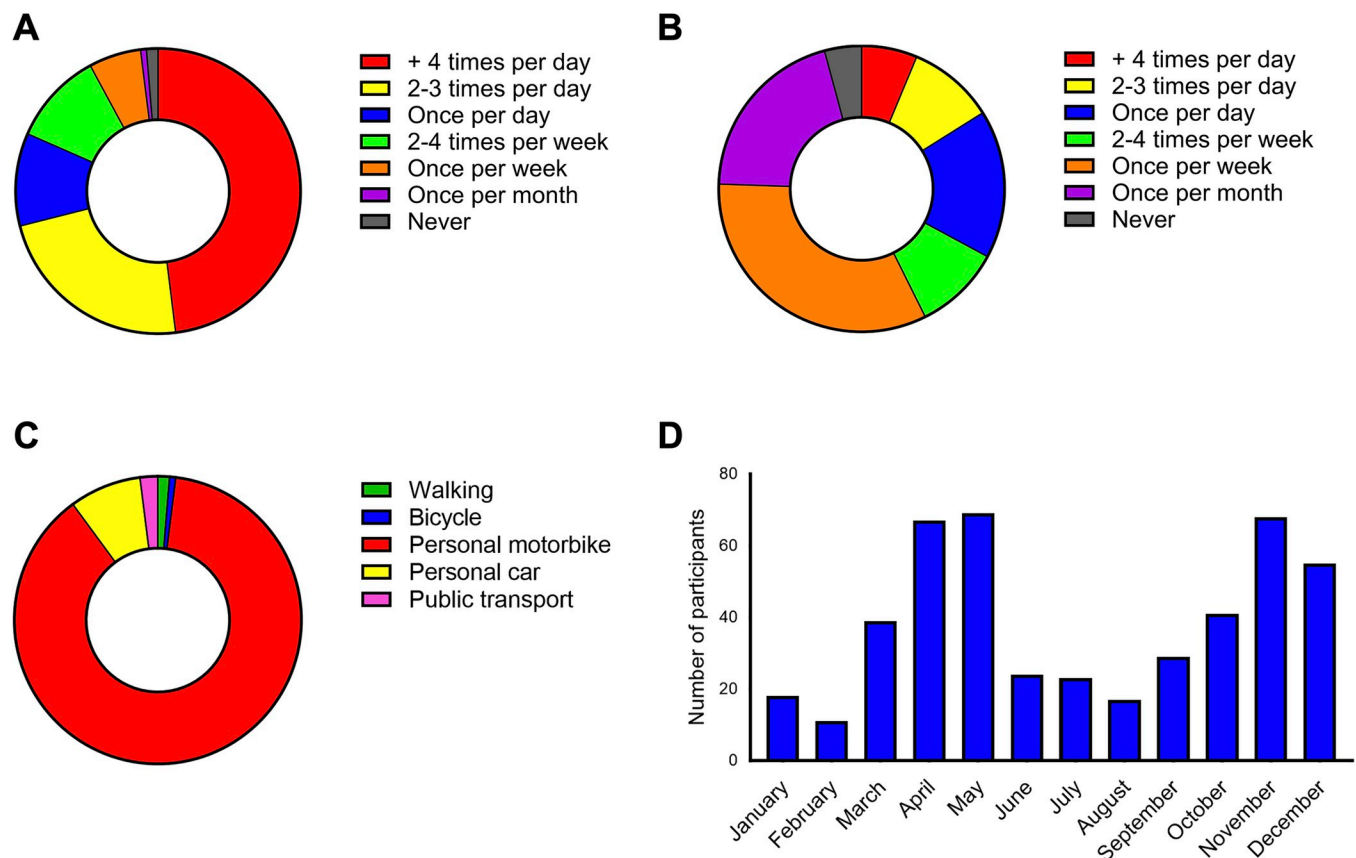 A
+ 4 times per day
2-3 times per day
Once per day
2-4 times per week
Once per week
Once per month
Never
B
+ 4 times per day
2-3 times per day
Once per day
2-4 times per week
Once per week
Once per month
Never
C
Walking
Bicycle
Personal motorbike
Personal car
Public transport
D
Number of participants
80
60
40
20
0
January
February
March
April
May
June
July
August
September
October
November
December